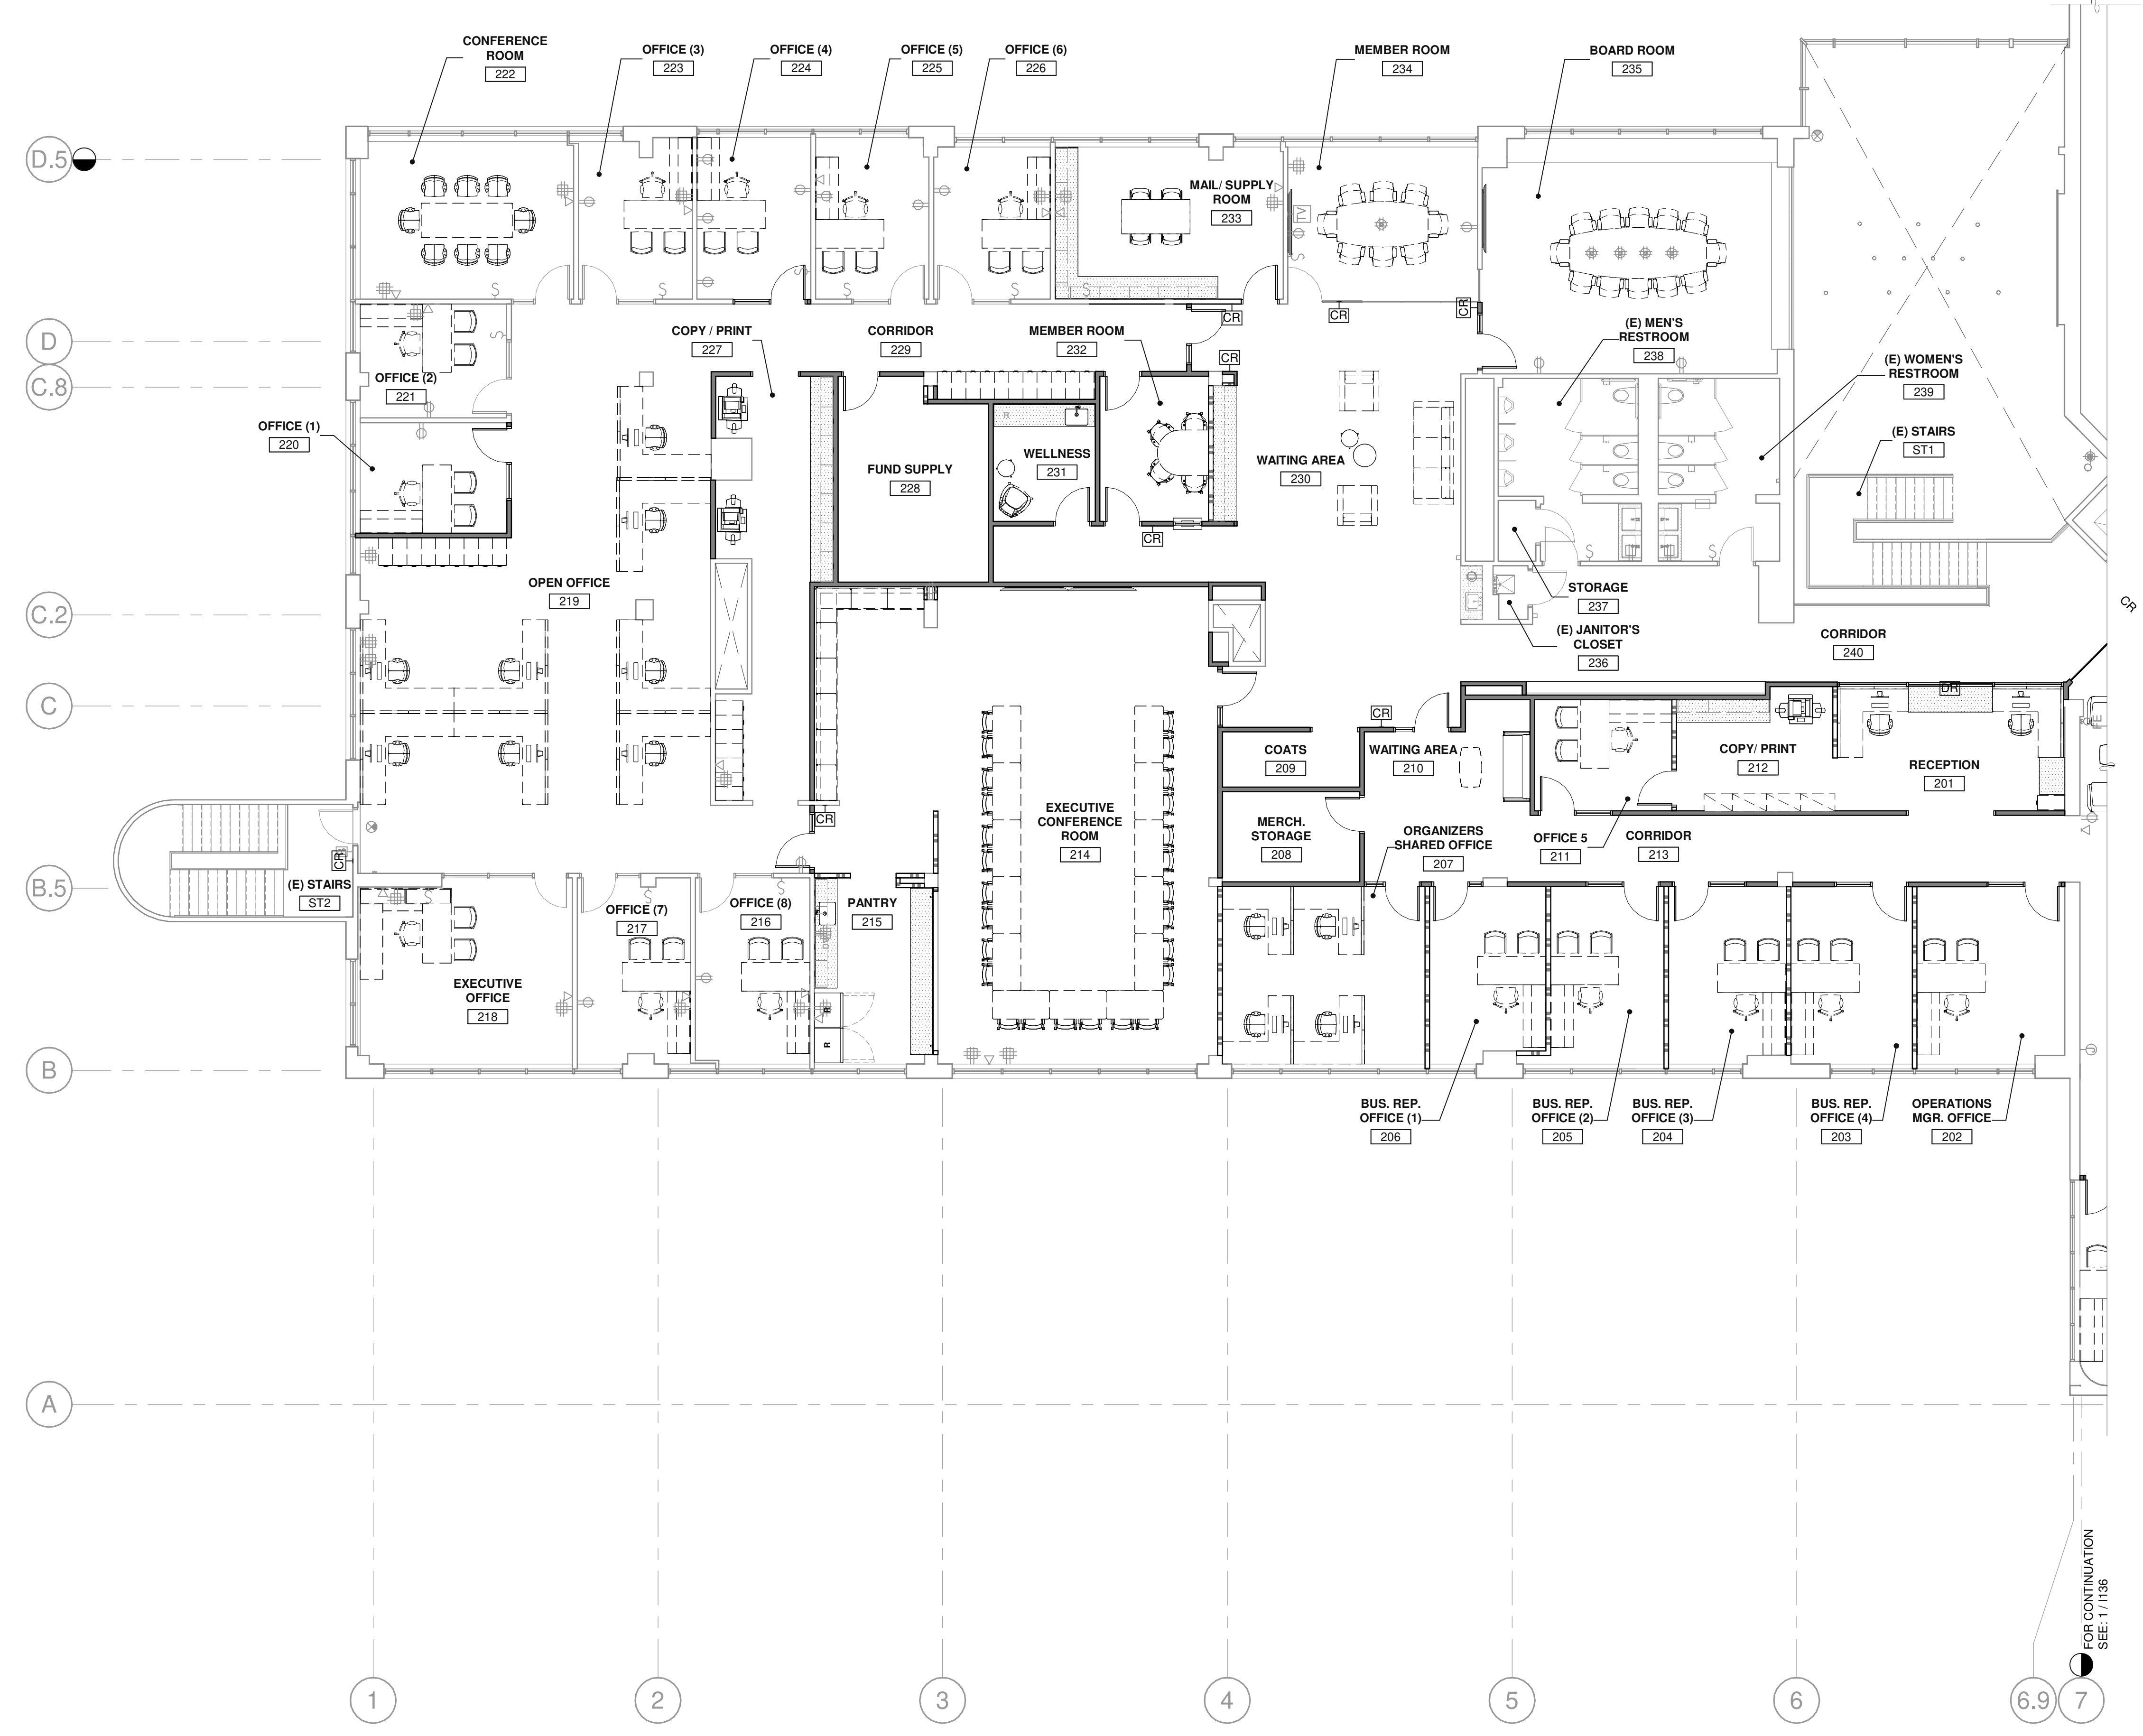 CONFERENCE
ROOM
222
OFFICE (3)
223
OFFICE (4)
224
OFFICE (5)
225
OFFICE (6)
226
MEMBER ROOM
234
BOARD ROOM
235
D.5
MAIL/ SUPPLY
ROOM
233
TV
S
S
S
S
S
S
CR
CR
CR
D
COPY / PRINT
227
CORRIDOR
229
MEMBER ROOM
232
CR
(E) MEN'S
RESTROOM
238
(E) WOMEN'S
RESTROOM
239
C.8
OFFICE (2)
221
S
OFFICE (1)
220
R
WELLNESS
231
FUND SUPPLY
228
WAITING AREA
230
(E) STAIRS
ST1
CR
S
S
OPEN OFFICE
219
STORAGE
237
C.2
(E) JANITOR'S
CLOSET
236
CORRIDOR
240
CR
C
CR
DR
COATS
209
WAITING AREA
210
COPY/ PRINT
212
RECEPTION
201
CR
EXECUTIVE
CONFERENCE
ROOM
214
MERCH.
STORAGE
208
ORGANIZERS
SHARED OFFICE
207
OFFICE 5
211
CORRIDOR
213
CR
B.5
(E) STAIRS
ST2
S
S
S
OFFICE (7)
217
OFFICE (8)
216
PANTRY
215
EXECUTIVE
OFFICE
218
R
R
B
BUS. REP.
OFFICE (1)
206
BUS. REP.
OFFICE (2)
205
BUS. REP.
OFFICE (3)
204
BUS. REP.
OFFICE (4)
203
OPERATIONS
MGR. OFFICE
202
A
FOR CONTINUATION
SEE: 1 / I136
1
2
3
4
5
6
6.9
7